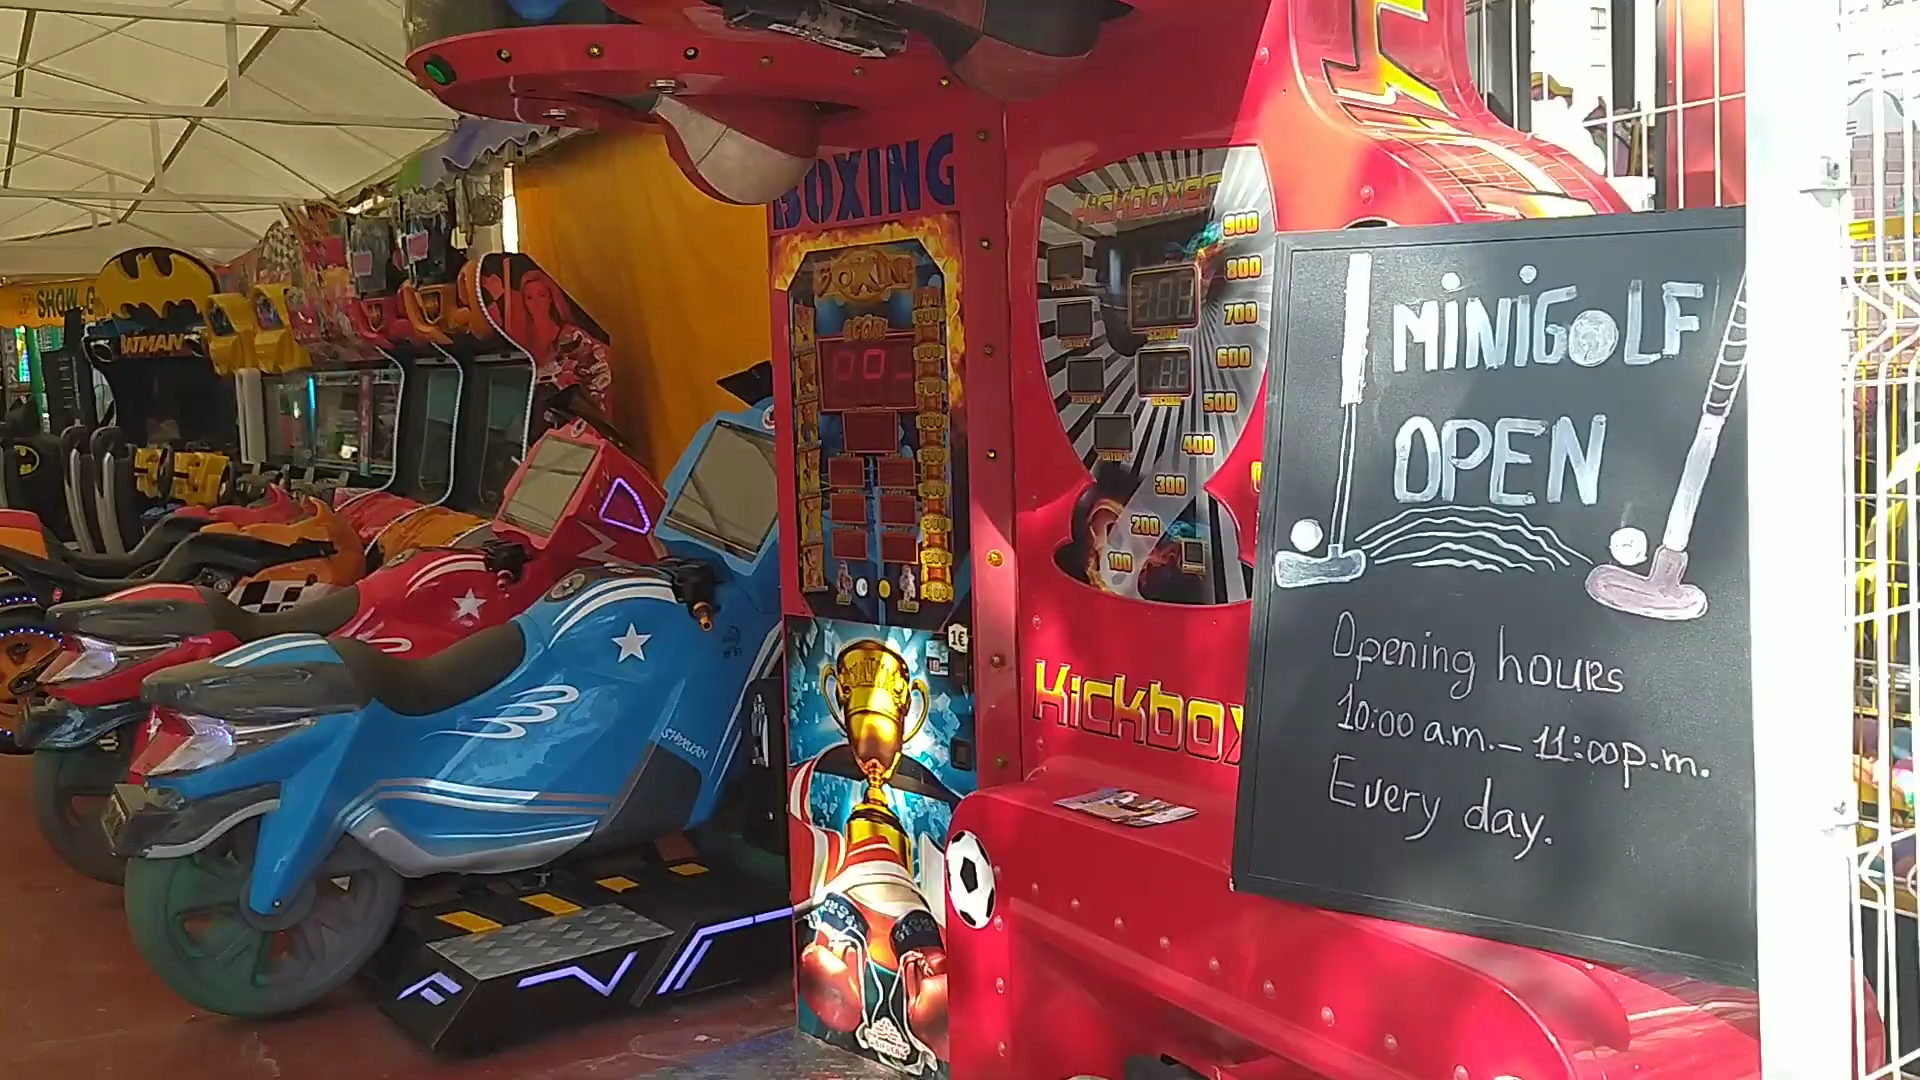 SHOW
BATMAN
BOXING
BOXING
Kickboxer
900
800
SCORE
700
600
500
400
300
200
100
1€
Kickbox
MiNiGOLF
OPEN
Opening hours
10:00 a.m. – 11:00 p.m.
Every day.